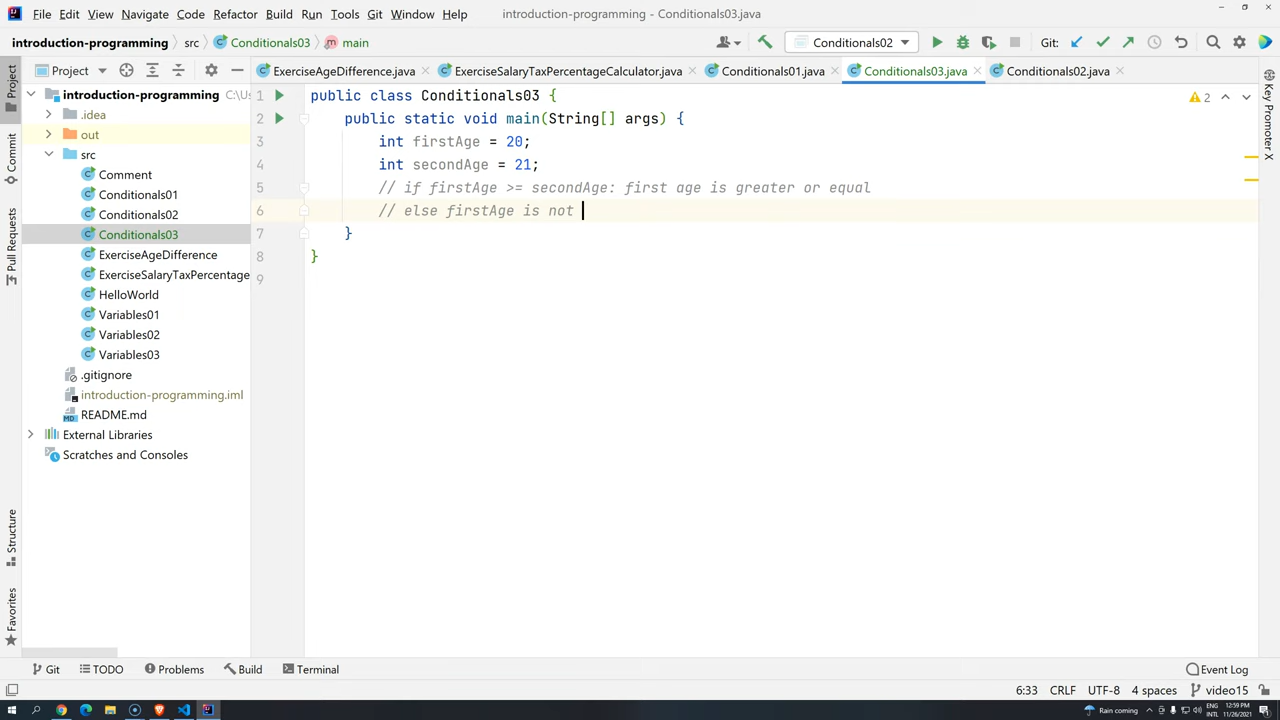 File Edit View Navigate Code Refactor Build Run Tools Git Window Help introduction-programming - Conditionals03.java
introduction-programming src Conditionals03 main Conditionals02 Git:
Project ExerciseAgeDifference.java ExerciseSalaryTaxPercentageCalculator.java Conditionals01.java Conditionals03.java Conditionals02.java
introduction-programming C:\Us
.idea
out
src
Comment
Conditionals01
Conditionals02
Conditionals03
ExerciseAgeDifference
ExerciseSalaryTaxPercentage
HelloWorld
Variables01
Variables02
Variables03
.gitignore
introduction-programming.iml
README.md
External Libraries
Scratches and Consoles
1 public class Conditionals03 {
2 public static void main(String[] args) {
3 int firstAge = 20;
4 int secondAge = 21;
5 // if firstAge >= secondAge: first age is greater or equal
6 // else firstAge is not
7 }
8 }
9
2
Project
Commit
Pull Requests
Structure
Favorites
Key Promoter X
Git TODO Problems Build Terminal Event Log
6:33 CRLF UTF-8 4 spaces video15
Rain coming ENG INTL 12:59 PM 11/26/2021